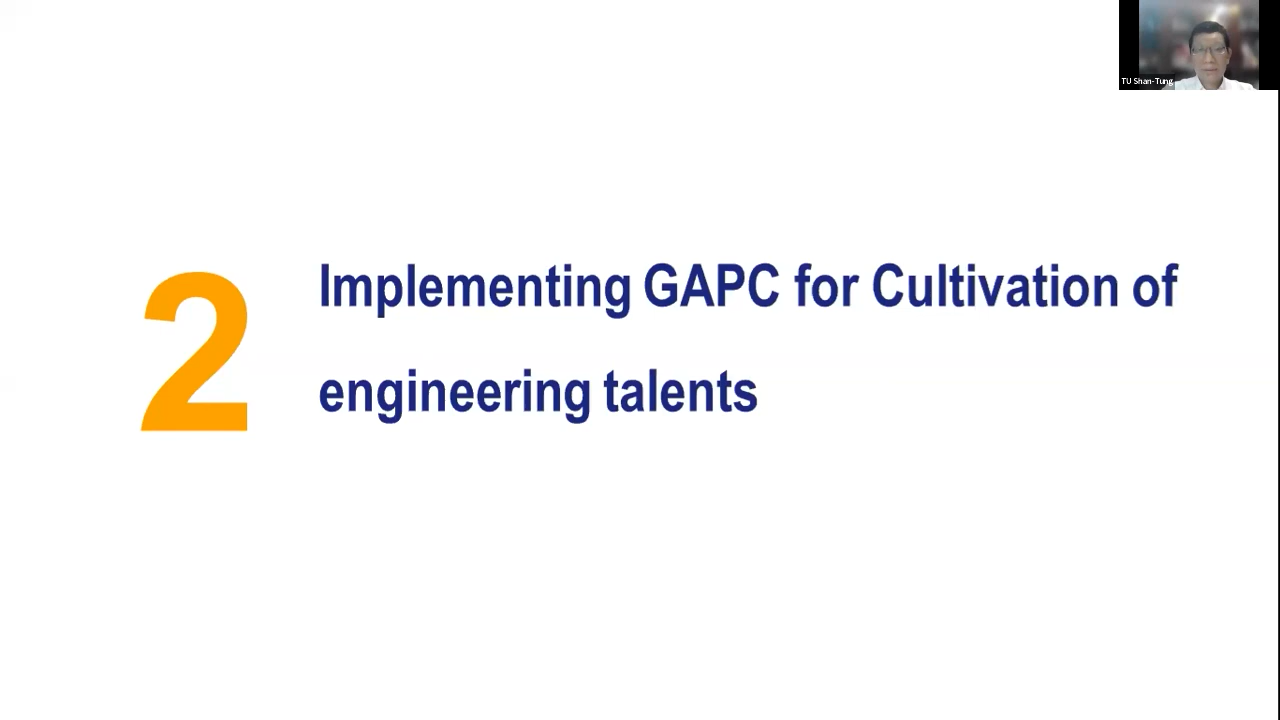 TU Shan-Tung
2
Implementing GAPC for Cultivation of
engineering talents